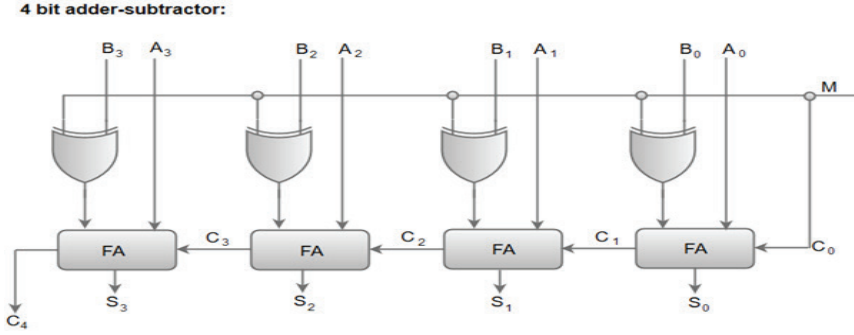 4 bit adder-subtractor:
B3 A3 B2 A2 B1 A1 B0 A0
M
FA C3 FA C2 FA C1 FA C0
S3 S2 S1 S0
C4